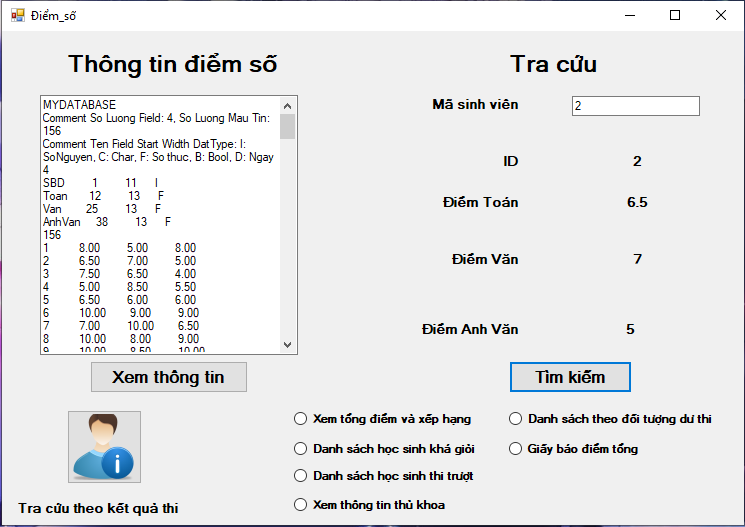 Điểm_số
Thông tin điểm số
MYDATABASE
Comment So Luong Field: 4, So Luong Mau Tin:
156
Comment Ten Field Start Width DatType: I:
SoNguyen, C: Char, F: So thuc, B: Bool, D: Ngay
4
SBD 1 11 I
Toan 12 13 F
Van 25 13 F
AnhVan 38 13 F
156
1 8.00 5.00 8.00
2 6.50 7.00 5.00
3 7.50 6.50 4.00
4 5.00 8.50 5.50
5 6.50 6.00 6.00
6 10.00 9.00 9.00
7 7.00 10.00 6.50
8 10.00 8.00 9.00
9 10.00 8.50 10.00
Xem thông tin
Tra cứu
Mã sinh viên 2
ID 2
Điểm Toán 6.5
Điểm Văn 7
Điểm Anh Văn 5
Tìm kiếm
Tra cứu theo kết quả thi
Xem tổng điểm và xếp hạng
Danh sách học sinh khá giỏi
Danh sách học sinh thi trượt
Xem thông tin thủ khoa
Danh sách theo đối tượng dư thi
Giấy báo điểm tổng